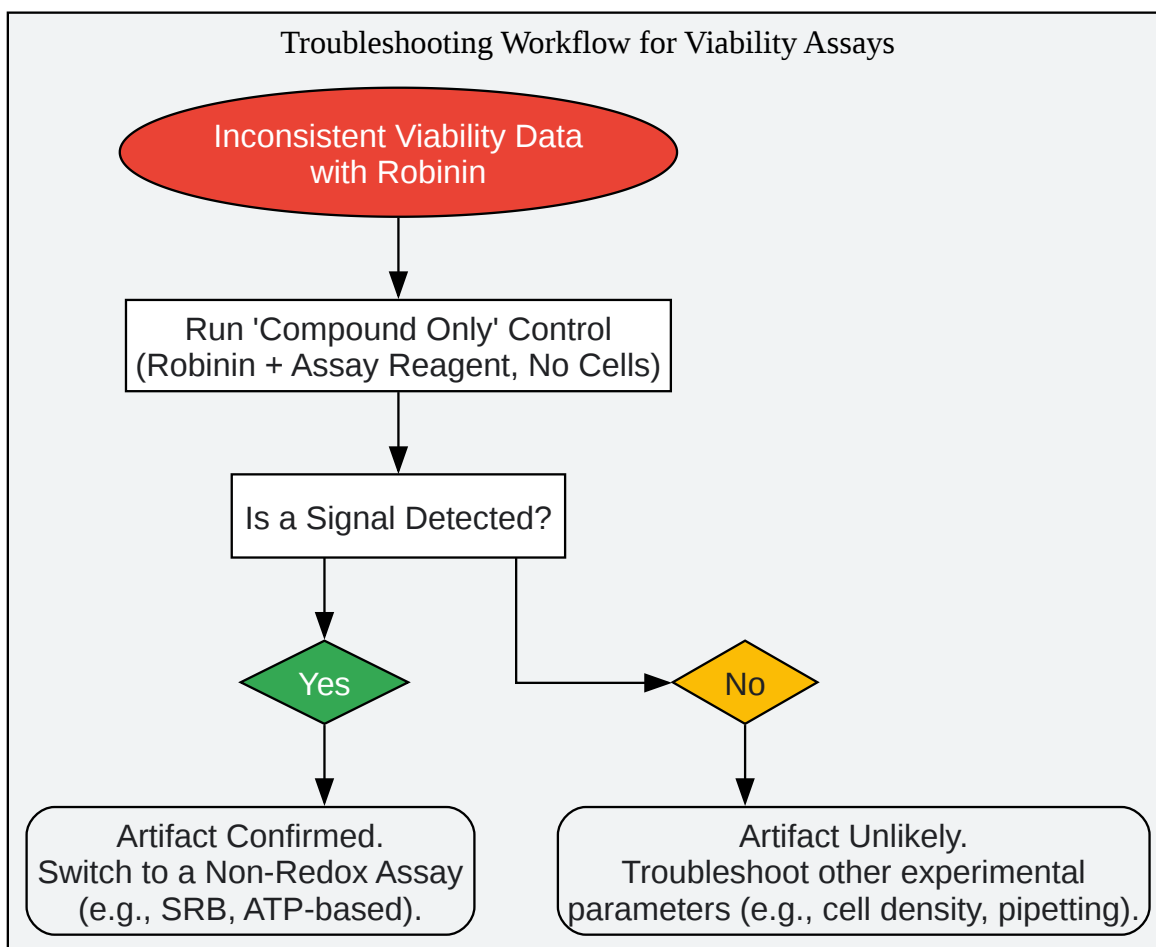 Troubleshooting Workflow for Viability Assays
Inconsistent Viability Data
with Robinin
Run 'Compound Only' Control
(Robinin + Assay Reagent, No Cells)
Is a Signal Detected?
Yes
No
Artifact Confirmed.
Switch to a Non-Redox Assay
(e.g., SRB, ATP-based).
Artifact Unlikely.
Troubleshoot other experimental
parameters (e.g., cell density, pipetting).